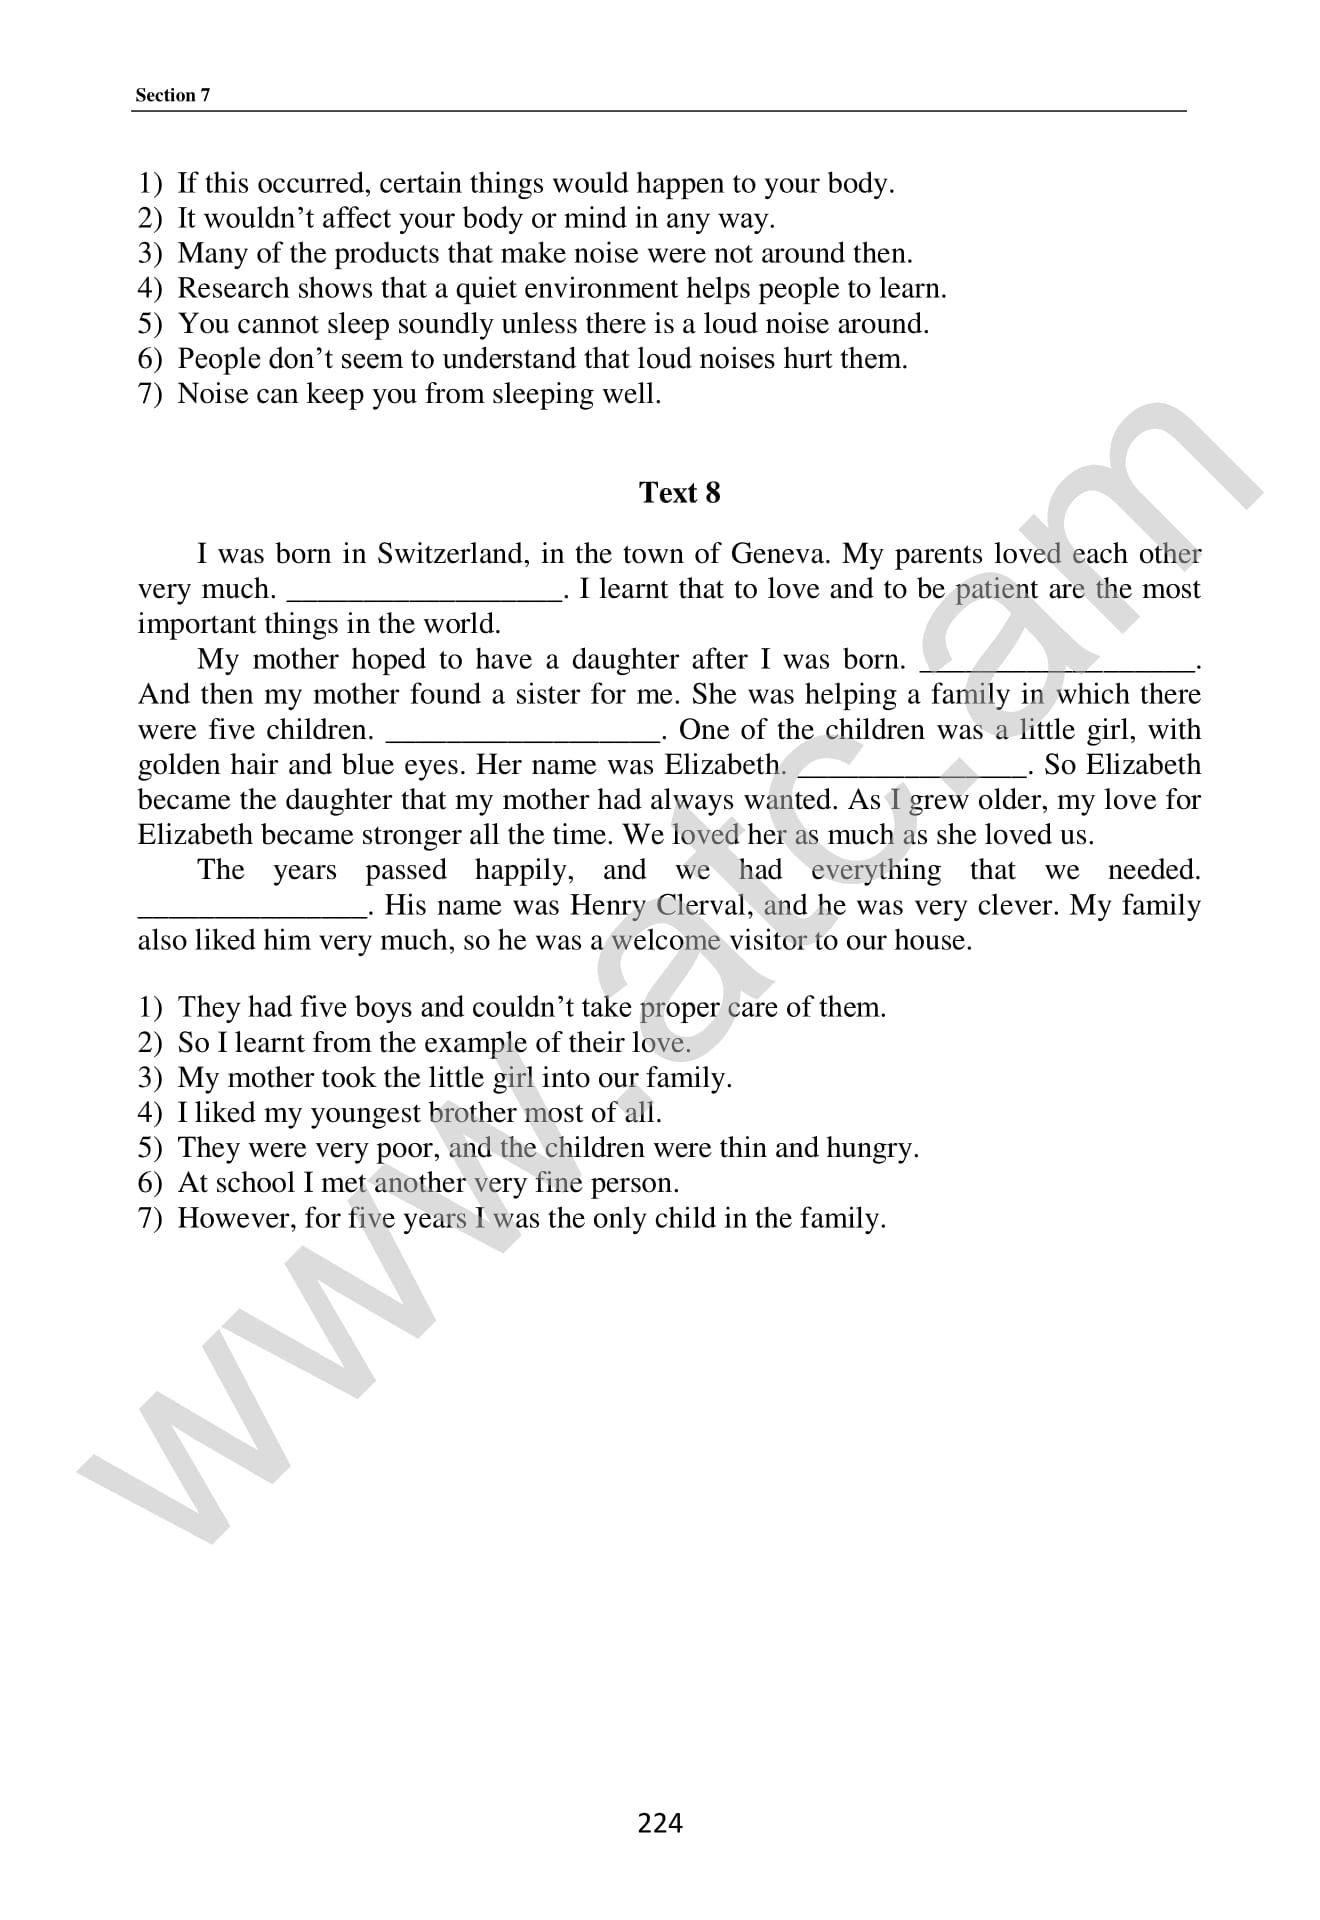 Section 7
1) If this occurred, certain things would happen to your body.
2) It wouldn’t affect your body or mind in any way.
3) Many of the products that make noise were not around then.
4) Research shows that a quiet environment helps people to learn.
5) You cannot sleep soundly unless there is a loud noise around.
6) People don’t seem to understand that loud noises hurt them.
7) Noise can keep you from sleeping well.
Text 8
I was born in Switzerland, in the town of Geneva. My parents loved each other
very much. __________________. I learnt that to love and to be patient are the most
important things in the world.
My mother hoped to have a daughter after I was born. __________________.
And then my mother found a sister for me. She was helping a family in which there
were five children. __________________. One of the children was a little girl, with
golden hair and blue eyes. Her name was Elizabeth. _______________. So Elizabeth
became the daughter that my mother had always wanted. As I grew older, my love for
Elizabeth became stronger all the time. We loved her as much as she loved us.
The years passed happily, and we had everything that we needed.
_______________. His name was Henry Clerval, and he was very clever. My family
also liked him very much, so he was a welcome visitor to our house.
1) They had five boys and couldn’t take proper care of them.
2) So I learnt from the example of their love.
3) My mother took the little girl into our family.
4) I liked my youngest brother most of all.
5) They were very poor, and the children were thin and hungry.
6) At school I met another very fine person.
7) However, for five years I was the only child in the family.
www.atc.am
224